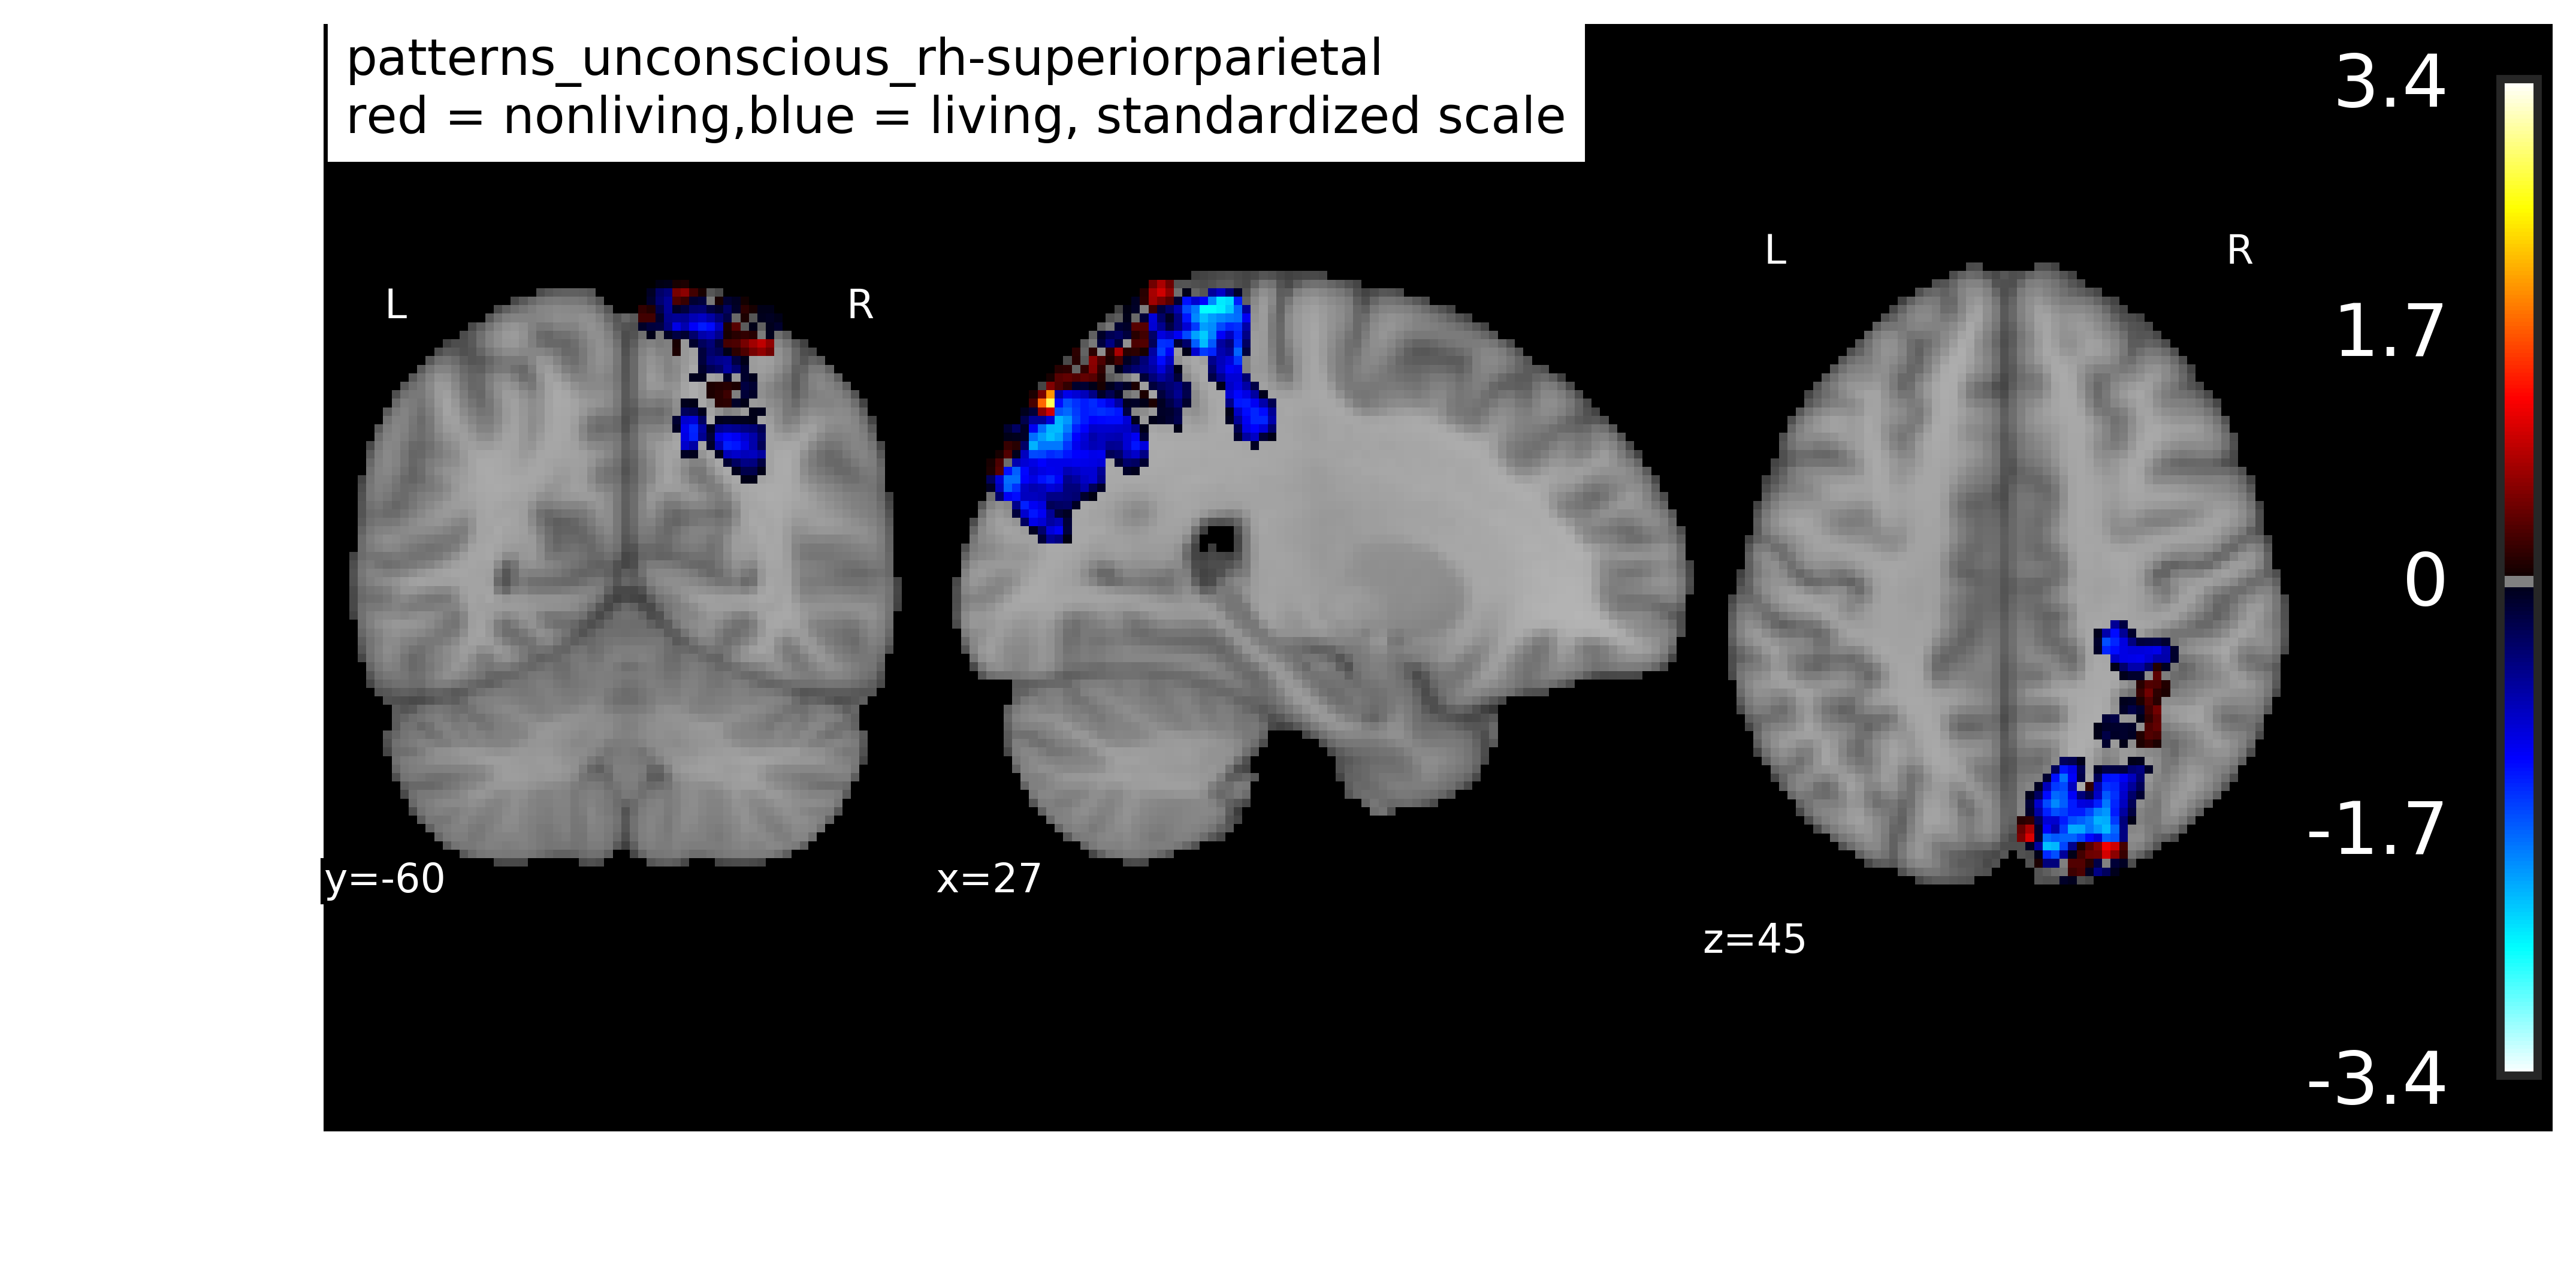 patterns_unconscious_rh-superiorparietal
red = nonliving,blue = living, standardized scale
3.4
1.7
0
-1.7
-3.4
L R
L R
y=-60
x=27
z=45